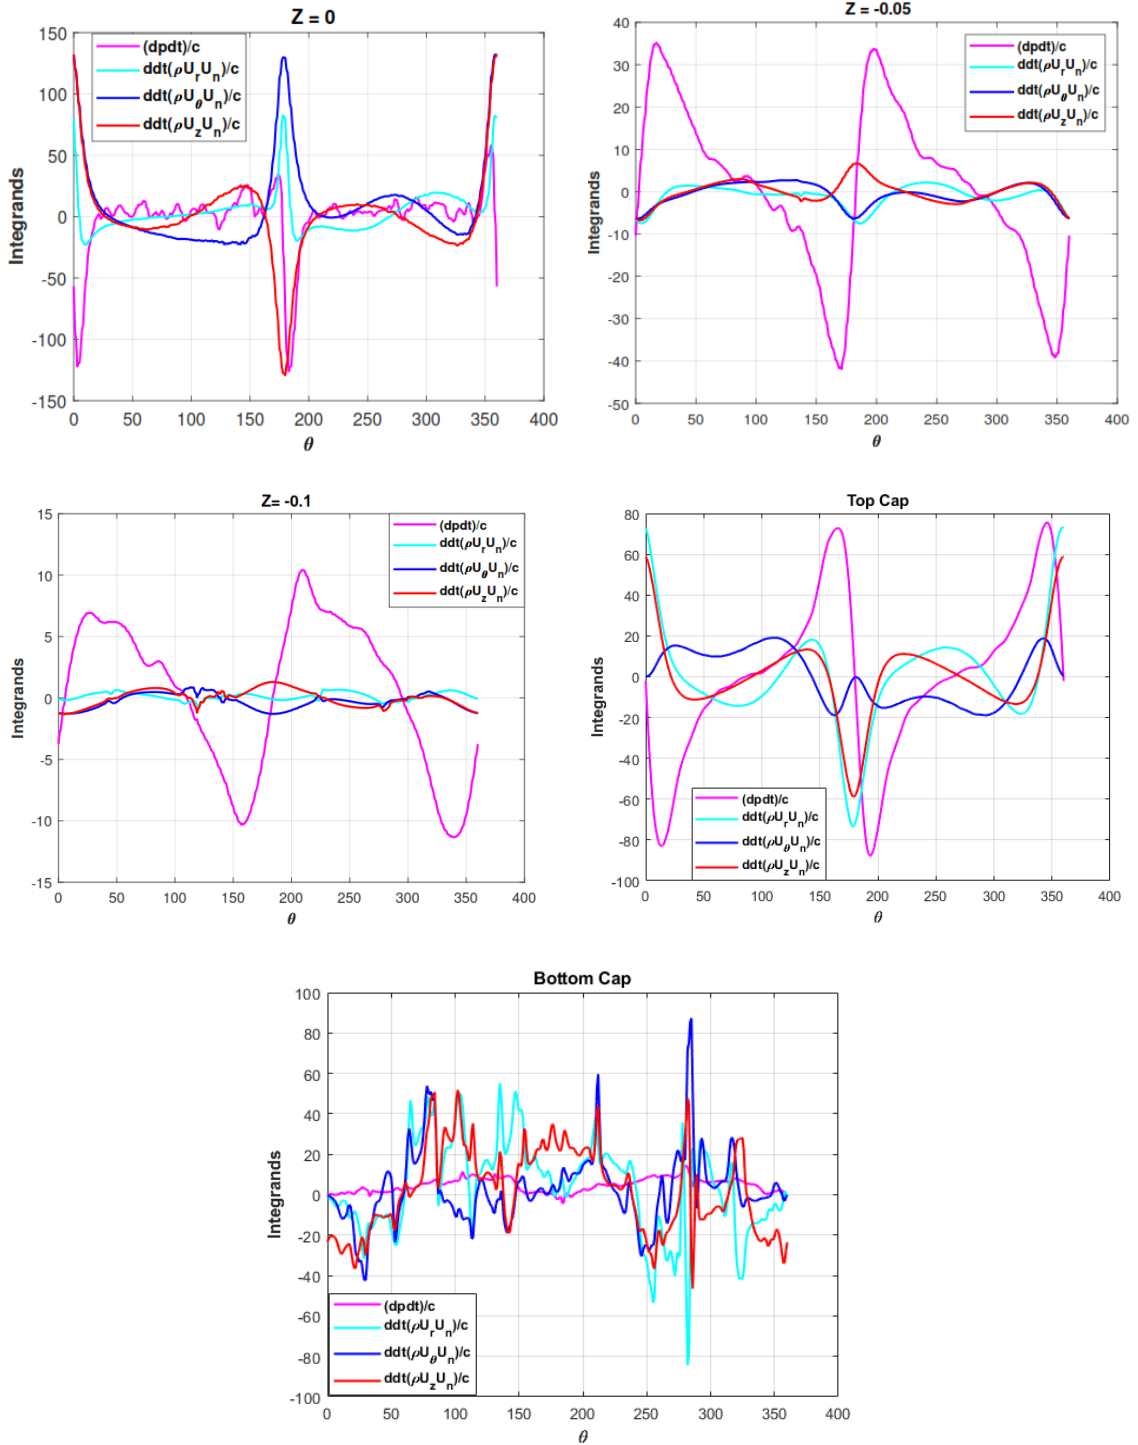 Z = 0
150
100
50
0
-50
-100
-150
0 50 100 150 200 250 300 350 400
Integrands
θ
(dpdt)/c
ddt(ρU_rU_n)/c
ddt(ρU_θU_n)/c
ddt(ρU_zU_n)/c
Z = -0.05
40
30
20
10
0
-10
-20
-30
-40
-50
0 50 100 150 200 250 300 350 400
Integrands
θ
(dpdt)/c
ddt(ρU_rU_n)/c
ddt(ρU_θU_n)/c
ddt(ρU_zU_n)/c
Z= -0.1
15
10
5
0
-5
-10
-15
0 50 100 150 200 250 300 350 400
Integrands
θ
(dpdt)/c
ddt(ρU_rU_n)/c
ddt(ρU_θU_n)/c
ddt(ρU_zU_n)/c
Top Cap
80
60
40
20
0
-20
-40
-60
-80
-100
0 50 100 150 200 250 300 350 400
Integrands
θ
(dpdt)/c
ddt(ρU_rU_n)/c
ddt(ρU_θU_n)/c
ddt(ρU_zU_n)/c
Bottom Cap
100
80
60
40
20
0
-20
-40
-60
-80
-100
0 50 100 150 200 250 300 350 400
Integrands
θ
(dpdt)/c
ddt(ρU_rU_n)/c
ddt(ρU_θU_n)/c
ddt(ρU_zU_n)/c